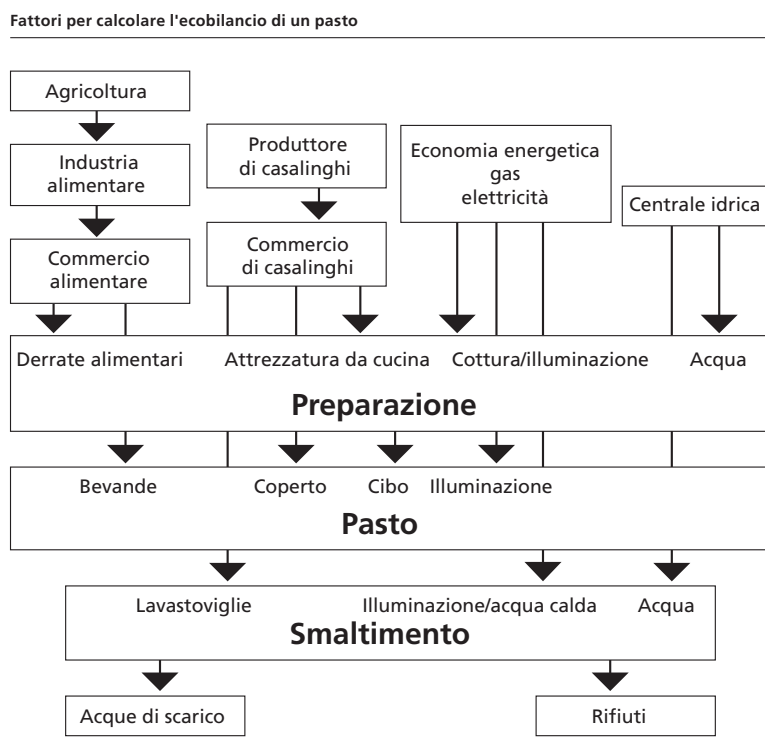 Fattori per calcolare l'ecobilancio di un pasto
Agricoltura
Industria
alimentare
Commercio
alimentare
Produttore
di casalinghi
Commercio
di casalinghi
Economia energetica
gas
elettricità
Centrale idrica
Derrate alimentari
Attrezzatura da cucina
Cottura/illuminazione
Acqua
Preparazione
Bevande
Coperto
Cibo
Illuminazione
Pasto
Lavastoviglie
Illuminazione/acqua calda
Acqua
Smaltimento
Acque di scarico
Rifiuti